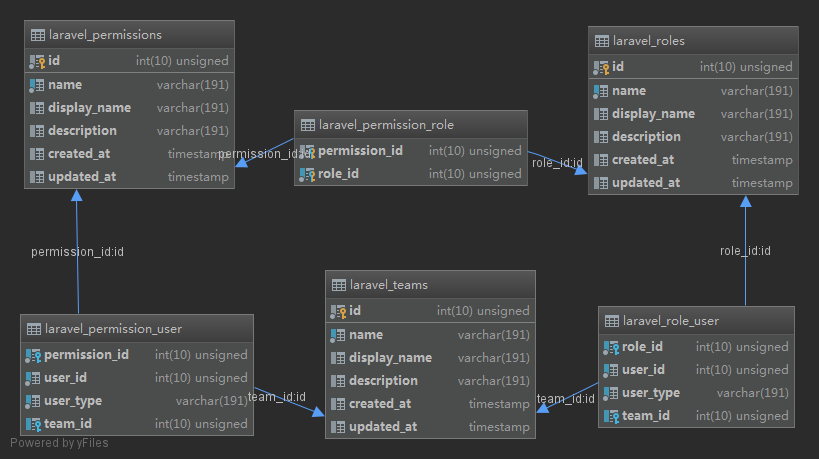 laravel_permissions
id int(10) unsigned
name varchar(191)
display_name varchar(191)
description varchar(191)
created_at timestamp
updated_at timestamp
laravel_roles
id int(10) unsigned
name varchar(191)
display_name varchar(191)
description varchar(191)
created_at timestamp
updated_at timestamp
laravel_permission_role
permission_id int(10) unsigned
role_id int(10) unsigned
role_id:id
permission_id:id
role_id:id
laravel_teams
id int(10) unsigned
name varchar(191)
display_name varchar(191)
description varchar(191)
created_at timestamp
updated_at timestamp
laravel_permission_user
permission_id int(10) unsigned
user_id int(10) unsigned
user_type varchar(191)
team_id int(10) unsigned
team_id:id
laravel_role_user
role_id int(10) unsigned
user_id int(10) unsigned
user_type varchar(191)
team_id int(10) unsigned
team_id:id
Powered by yFiles